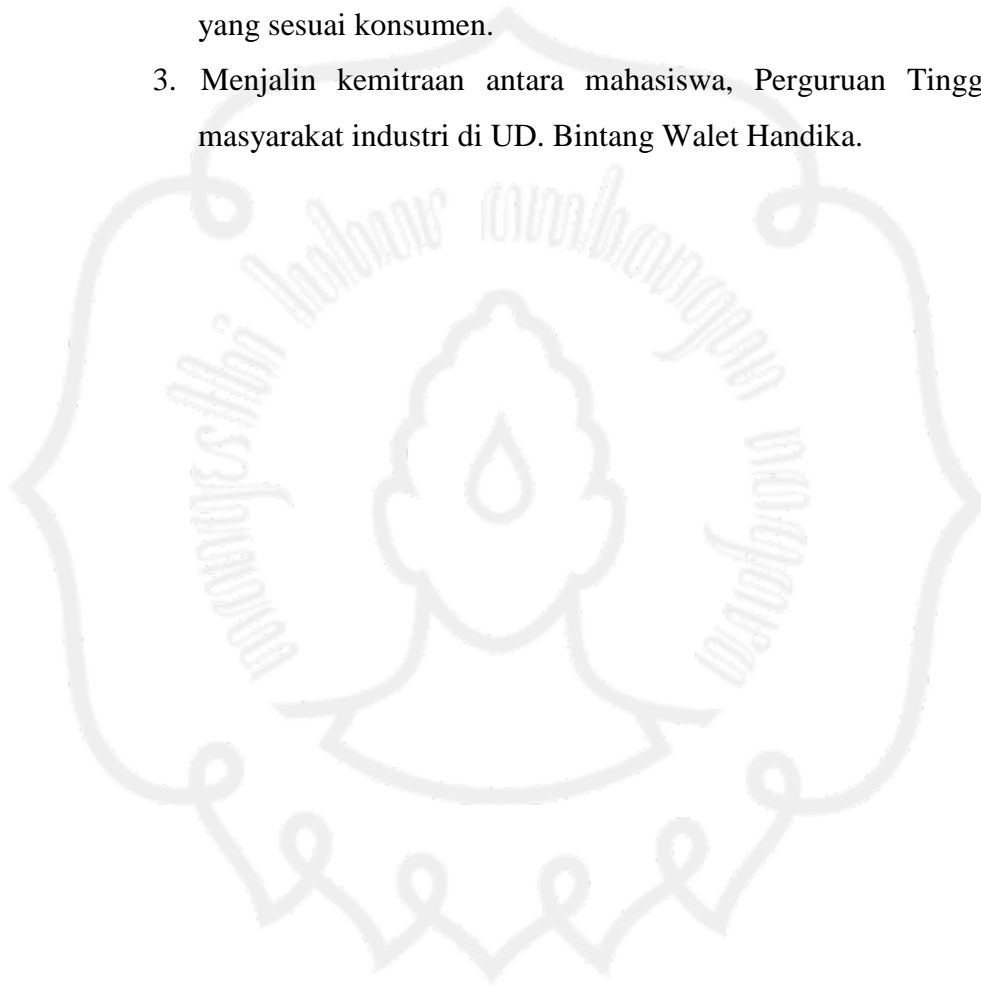 yang sesuai konsumen.
3. Menjalin kemitraan antara mahasiswa, Perguruan Tingg
masyarakat industri di UD. Bintang Walet Handika.